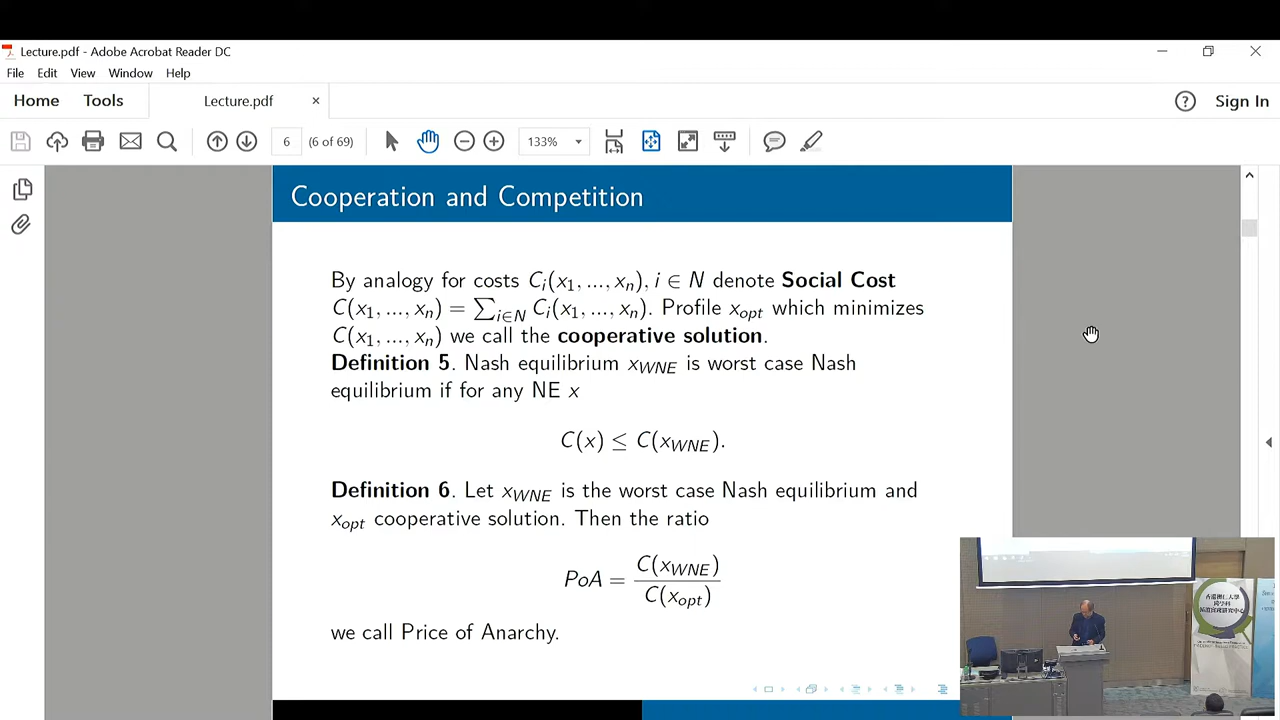 Lecture.pdf - Adobe Acrobat Reader DC
File Edit View Window Help
Home Tools Lecture.pdf × Sign In
6 (6 of 69) 133%
Cooperation and Competition
By analogy for costs C_i(x_1, ..., x_n), i ∈ N denote Social Cost
C(x_1, ..., x_n) = ∑_{i∈N} C_i(x_1, ..., x_n). Profile x_opt which minimizes
C(x_1, ..., x_n) we call the cooperative solution.
Definition 5. Nash equilibrium x_WNE is worst case Nash
equilibrium if for any NE x
C(x) ≤ C(x_WNE).
Definition 6. Let x_WNE is the worst case Nash equilibrium and
x_opt cooperative solution. Then the ratio
PoA = C(x_WNE) / C(x_opt)
we call Price of Anarchy.